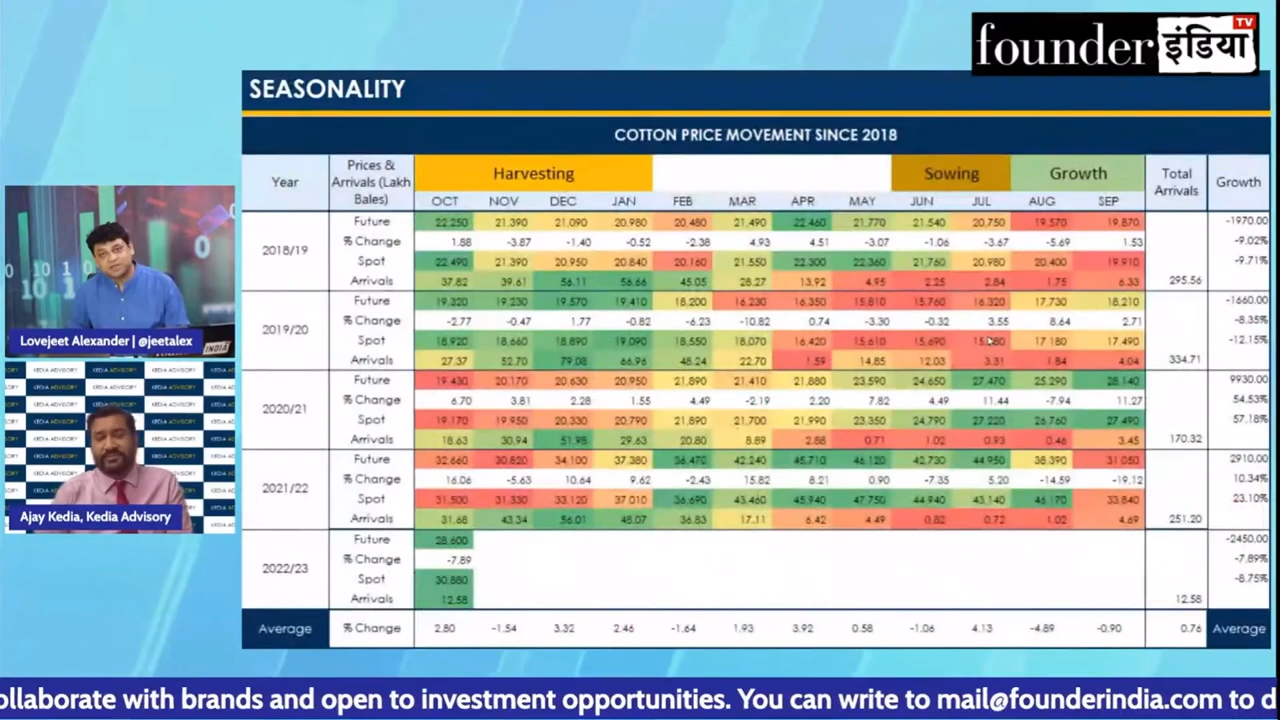 founder इंडिया TV
SEASONALITY
COTTON PRICE MOVEMENT SINCE 2018
Year Prices & Arrivals (Lakh Bales) Harvesting Sowing Growth Total Arrivals Growth
OCT NOV DEC JAN FEB MAR APR MAY JUN JUL AUG SEP
2018/19
Future 22,250 21,390 21,090 20,980 20,480 21,490 22,460 21,770 21,540 20,750 19,570 19,870 -1970.00
% Change 1.88 -3.87 -1.40 -0.52 -2.38 4.93 4.51 -3.07 -1.06 -3.67 -5.69 1.53 -9.02%
Spot 22,490 21,390 20,950 20,840 20,160 21,550 22,300 22,360 21,760 20,980 20,400 19,910 -9.71%
Arrivals 37.82 39.61 56.11 56.66 45.05 28.27 13.92 4.95 2.25 2.84 1.75 6.33 295.56
2019/20
Future 19,320 19,230 19,570 19,410 18,200 16,230 16,350 15,810 15,760 16,320 17,730 18,210 -1660.00
% Change -2.77 -0.47 1.77 -0.82 -6.23 -10.82 0.74 -3.30 -0.32 3.55 8.64 2.71 -8.35%
Spot 18,920 18,660 18,890 19,090 18,550 18,070 16,420 15,610 15,690 17,180 17,490 -12.15%
Arrivals 27.37 52.70 79.08 66.96 48.24 22.70 1.59 14.85 12.03 3.31 1.84 4.04 334.71
2020/21
Future 19,430 20,170 20,630 20,950 21,890 21,410 21,880 23,590 24,650 27,470 25,290 28,140 9930.00
% Change 6.70 3.81 2.28 1.55 4.49 -2.19 2.20 7.82 4.49 11.44 -7.94 11.27 54.53%
Spot 19,170 19,950 20,330 20,790 21,890 21,700 21,990 23,350 24,790 27,220 26,760 27,490 57.18%
Arrivals 18.63 30.94 51.98 29.63 20.80 8.89 2.88 0.71 1.02 0.93 0.46 3.45 170.32
2021/22
Future 32,660 30,820 34,100 37,380 36,470 42,240 45,710 46,120 42,730 44,950 38,390 31,050 2910.00
% Change 16.06 -5.63 10.64 9.62 -2.43 15.82 8.21 0.90 -7.35 5.20 -14.59 -19.12 10.34%
Spot 31,500 31,330 33,120 37,010 36,690 43,460 45,940 47,750 44,940 43,140 46,170 33,840 23.10%
Arrivals 31.68 43.34 56.01 48.07 36.83 17.11 6.42 4.49 0.82 0.72 1.02 4.69 251.20
2022/23
Future 28,600 -2450.00
% Change -7.89 -7.89%
Spot 30,880 -8.75%
Arrivals 12.58 12.58
Average % Change 2.80 -1.54 3.32 2.46 -1.64 1.93 3.92 0.58 -1.06 4.13 -4.89 -0.90 0.76 Average
Lovejeet Alexander | @jeetalex
KEDIA ADVISORY
Ajay Kedia, Kedia Advisory
ollaborate with brands and open to investment opportunities. You can write to mail@founderindia.com to d